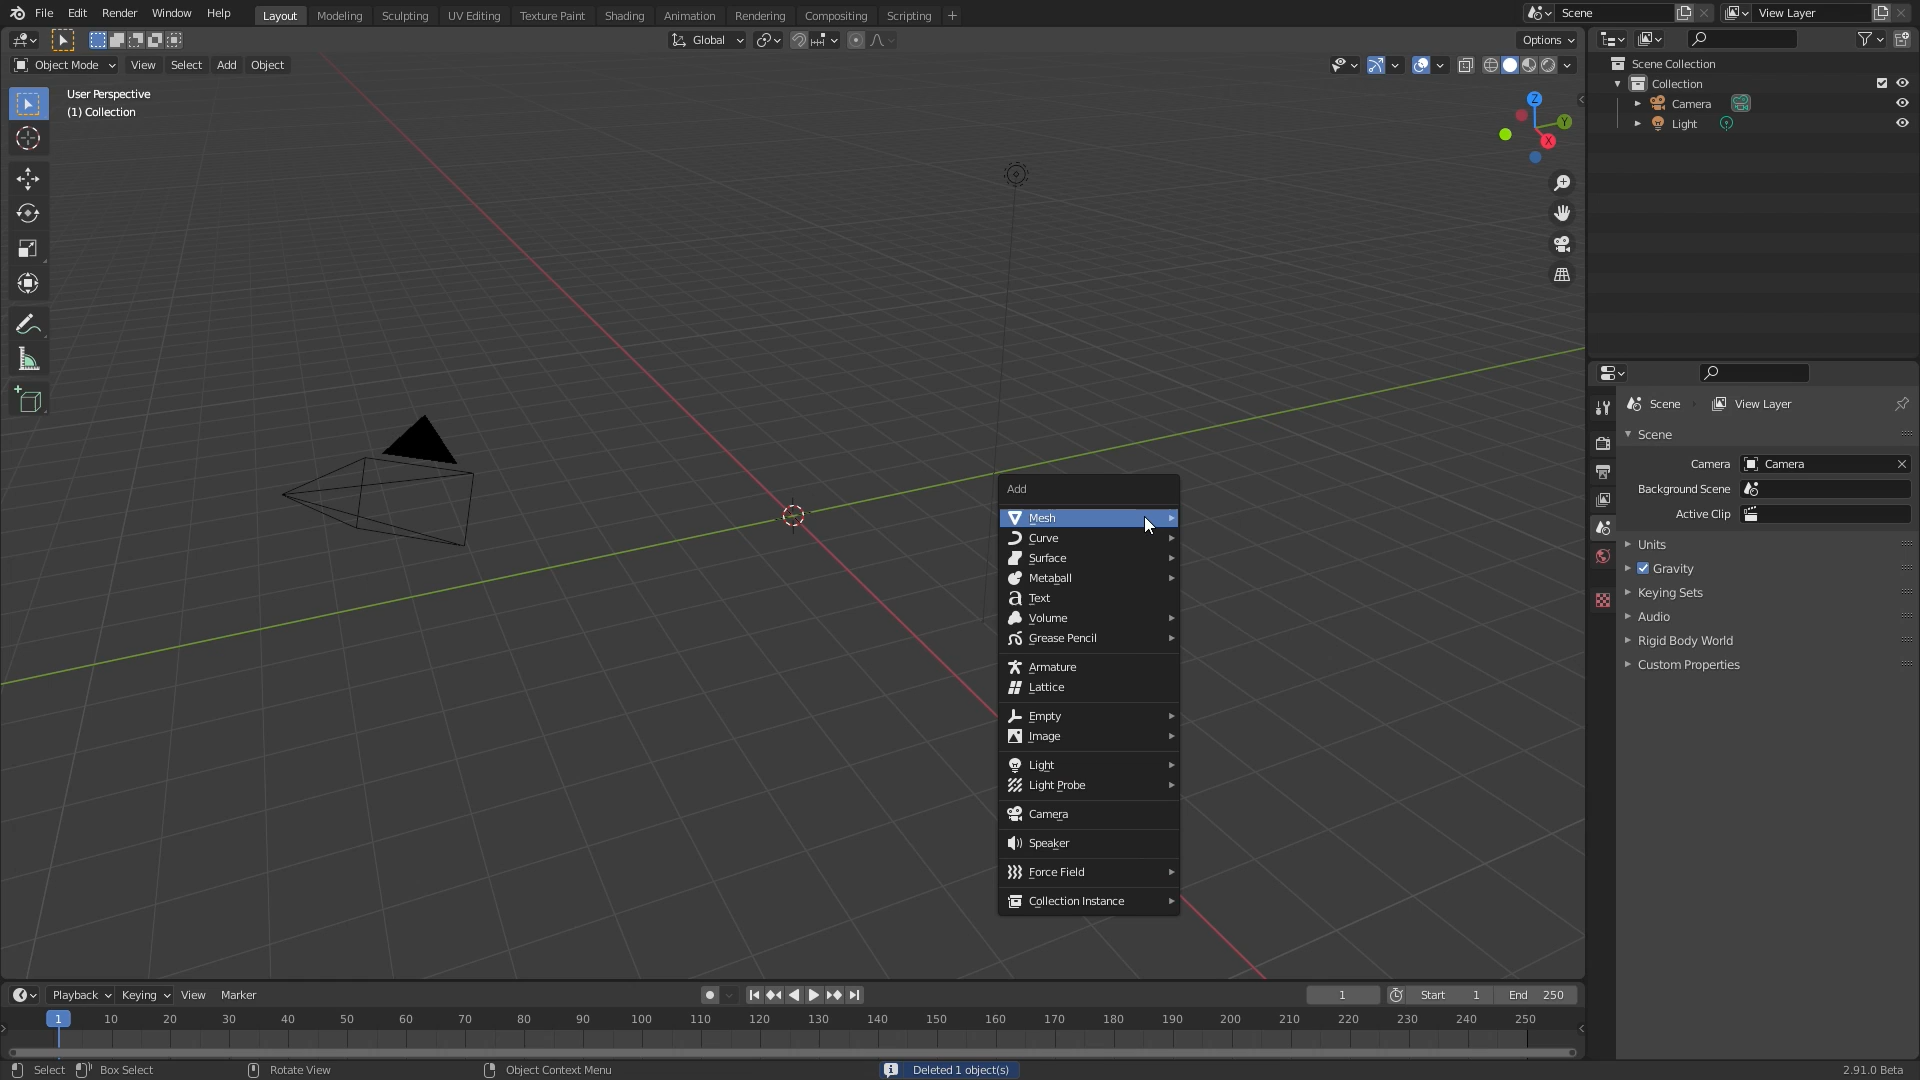 File Edit Render Window Help
Layout Modeling Sculpting UV Editing Texture Paint Shading Animation Rendering Compositing Scripting +
Scene
View Layer
Global
Options
Object Mode View Select Add Object
User Perspective
(1) Collection
Z
Y
X
Scene Collection
Collection
Camera
Light
Scene View Layer
Scene
Camera Camera
Background Scene
Active Clip
Units
Gravity
Keying Sets
Audio
Rigid Body World
Custom Properties
Add
Mesh
Curve
Surface
Metaball
Text
Volume
Grease Pencil
Armature
Lattice
Empty
Image
Light
Light Probe
Camera
Speaker
Force Field
Collection Instance
Playback Keying View Marker
1 Start 1 End 250
1 10 20 30 40 50 60 70 80 90 100 110 120 130 140 150 160 170 180 190 200 210 220 230 240 250
Select Box Select Rotate View Object Context Menu Deleted 1 object(s) 2.91.0 Beta